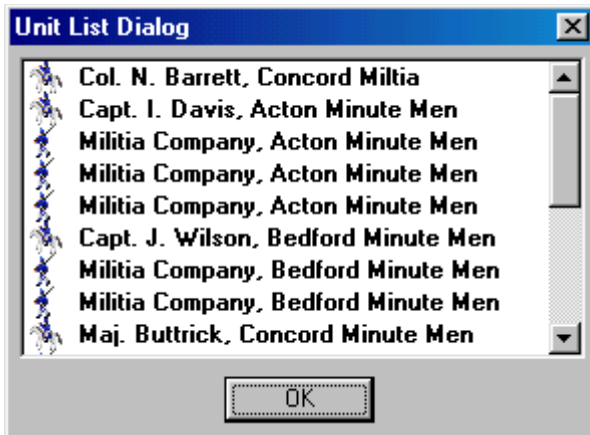 Unit List Dialog
Col. N. Barrett, Concord Miltia
Capt. I. Davis, Acton Minute Men
Militia Company, Acton Minute Men
Militia Company, Acton Minute Men
Militia Company, Acton Minute Men
Capt. J. Wilson, Bedford Minute Men
Militia Company, Bedford Minute Men
Militia Company, Bedford Minute Men
Maj. Buttrick, Concord Minute Men
OK